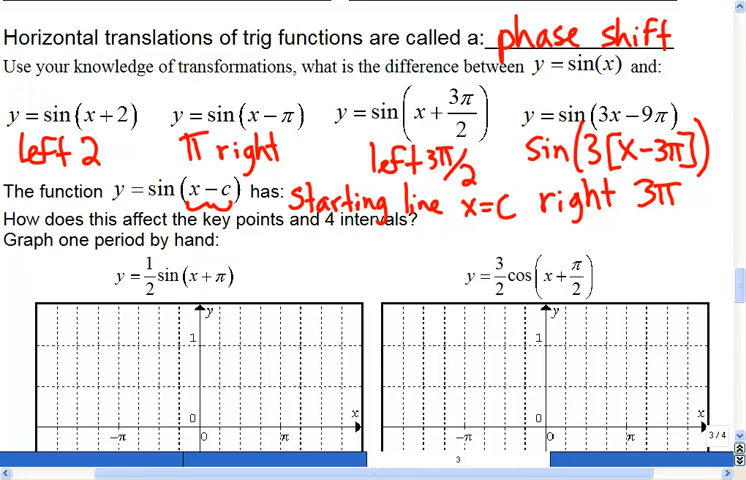 Horizontal translations of trig functions are called a: phase shift
Use your knowledge of transformations, what is the difference between y = sin(x) and:
y = sin(x + 2) y = sin(x − π) y = sin(x + 3π/2) y = sin(3x − 9π)
left 2 π right left 3π/2 sin(3[x − 3π])
The function y = sin(x − c) has: starting line x=c right 3π
How does this affect the key points and 4 intervals?
Graph one period by hand:
y = 1/2 sin(x + π) y = 3/2 cos(x + π/2)
y y
1 1
0 x 0 x
−π 0 π −π 0 π
3/4
3